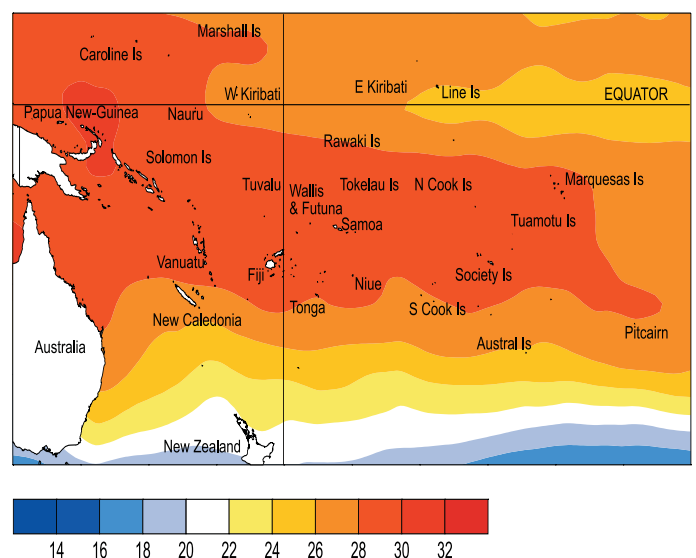 Marshall Is
Caroline Is
W Kiribati
E Kiribati
Line Is
EQUATOR
Papua New-Guinea
Nauru
Rawaki Is
Solomon Is
Tuvalu
Wallis
& Futuna
Tokelau Is
N Cook Is
Marquesas Is
Samoa
Tuamotu Is
Vanuatu
Fiji
Niue
Society Is
Tonga
S Cook Is
New Caledonia
Pitcairn
Australia
Austral Is
New Zealand
14 16 18 20 22 24 26 28 30 32